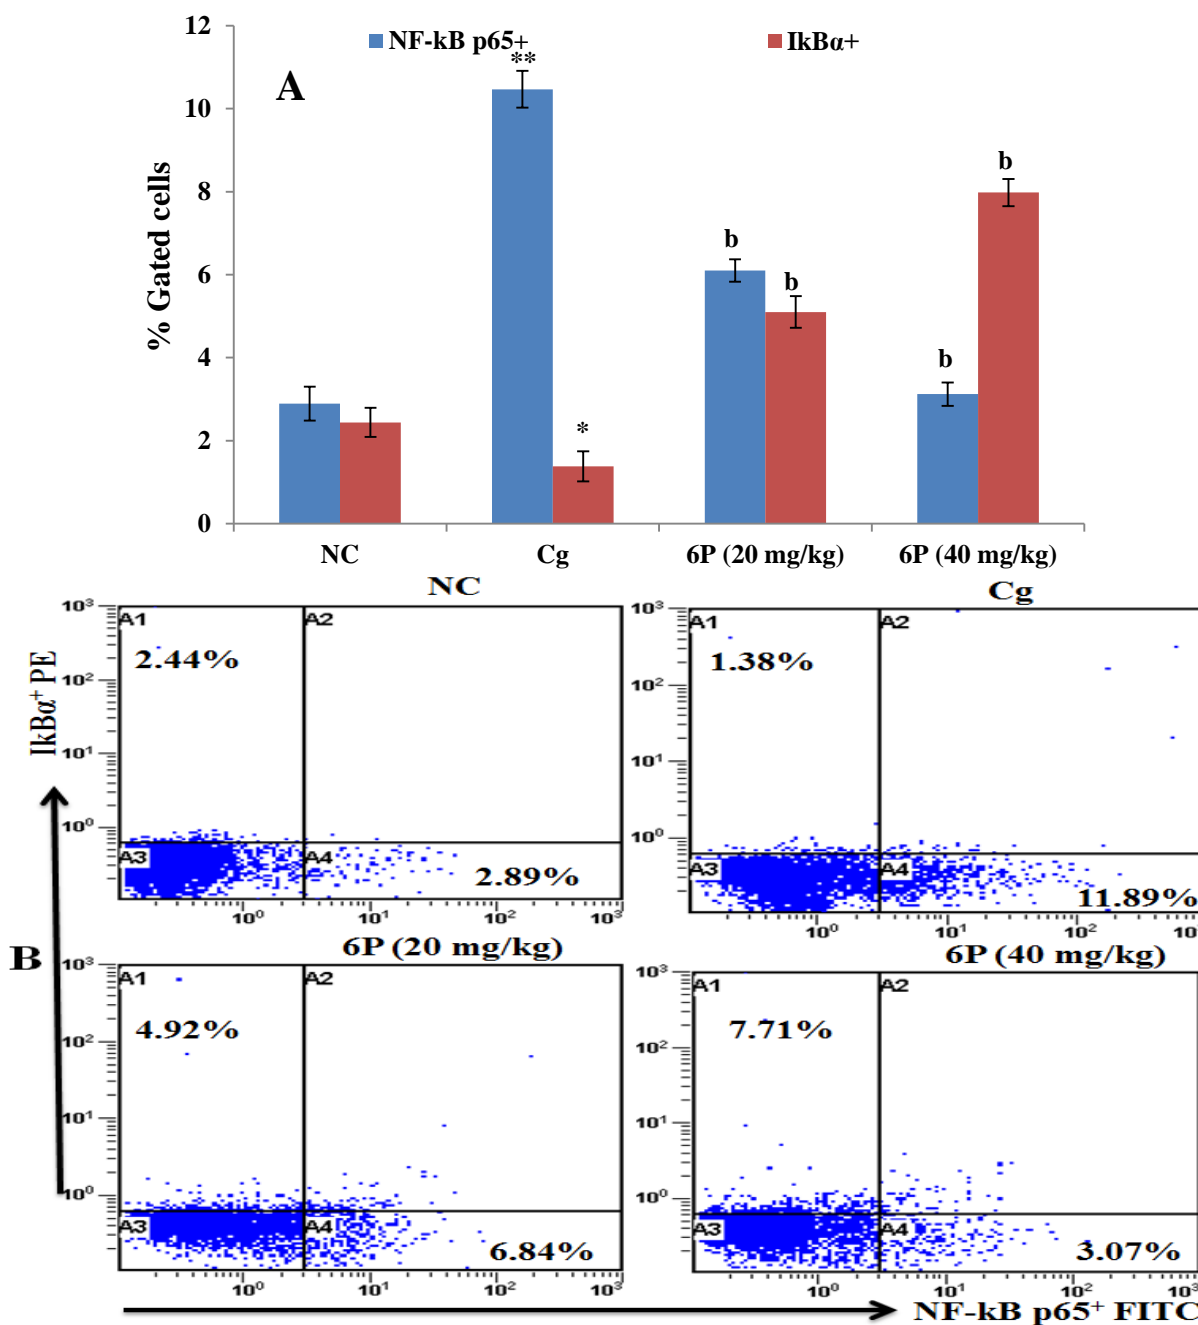 12
NF-kB p65+
IkBα+
**
A
10
b
8
b
b
6
b
4
*
2
0
% Gated cells
NC
Cg
6P (20 mg/kg)
6P (40 mg/kg)
NC
Cg
10³
A1
A2
2.44%
10²
10¹
10⁰
A3
A4
2.89%
10⁰
10¹
10²
10³
10³
A1
A2
1.38%
10²
10¹
10⁰
A3
A4
11.89%
10⁰
10¹
10²
10³
IkBα⁺ PE
B
6P (20 mg/kg)
6P (40 mg/kg)
10³
A1
A2
4.92%
10²
10¹
10⁰
A3
A4
6.84%
10⁰
10¹
10²
10³
10³
A1
A2
7.71%
10²
10¹
10⁰
A3
A4
3.07%
10⁰
10¹
10²
10³
NF-kB p65⁺ FITC